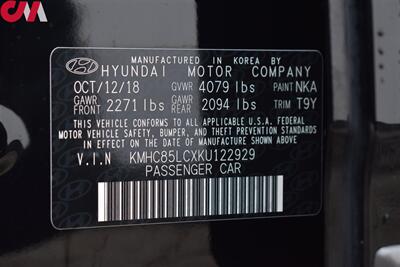 CM
MANUFACTURED IN KOREA BY
HYUNDAI MOTOR COMPANY
OCT/12/18 GVWR 4079 lbs PAINT NKA
GAWR FRONT 2271 lbs GAWR REAR 2094 lbs TRIM T9Y
THIS VEHICLE CONFORMS TO ALL APPLICABLE U.S. FEDERAL
MOTOR VEHICLE SAFETY, BUMPER, AND THEFT PREVENTION STANDARDS
IN EFFECT ON THE DATE OF MANUFACTURE SHOWN ABOVE.
V.I.N KMHC85LCXKU122929
PASSENGER CAR